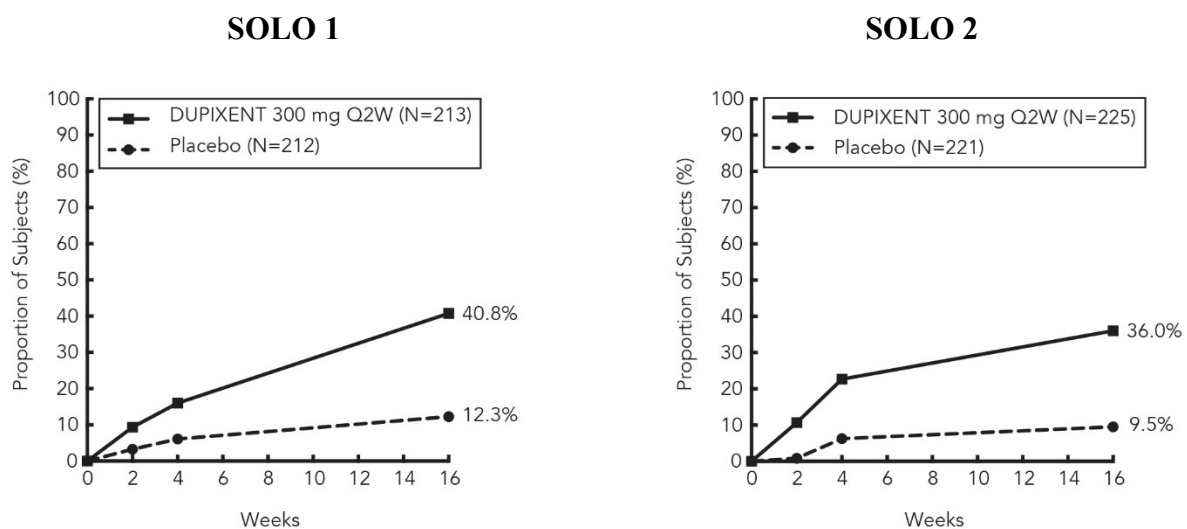 SOLO 1
DUPIXENT 300 mg Q2W (N=213)
Placebo (N=212)
Proportion of Subjects (%)
100
90
80
70
60
50
40
30
20
10
0
40.8%
12.3%
0 2 4 6 8 10 12 14 16
Weeks
SOLO 2
DUPIXENT 300 mg Q2W (N=225)
Placebo (N=221)
Proportion of Subjects (%)
100
90
80
70
60
50
40
30
20
10
0
36.0%
9.5%
0 2 4 6 8 10 12 14 16
Weeks